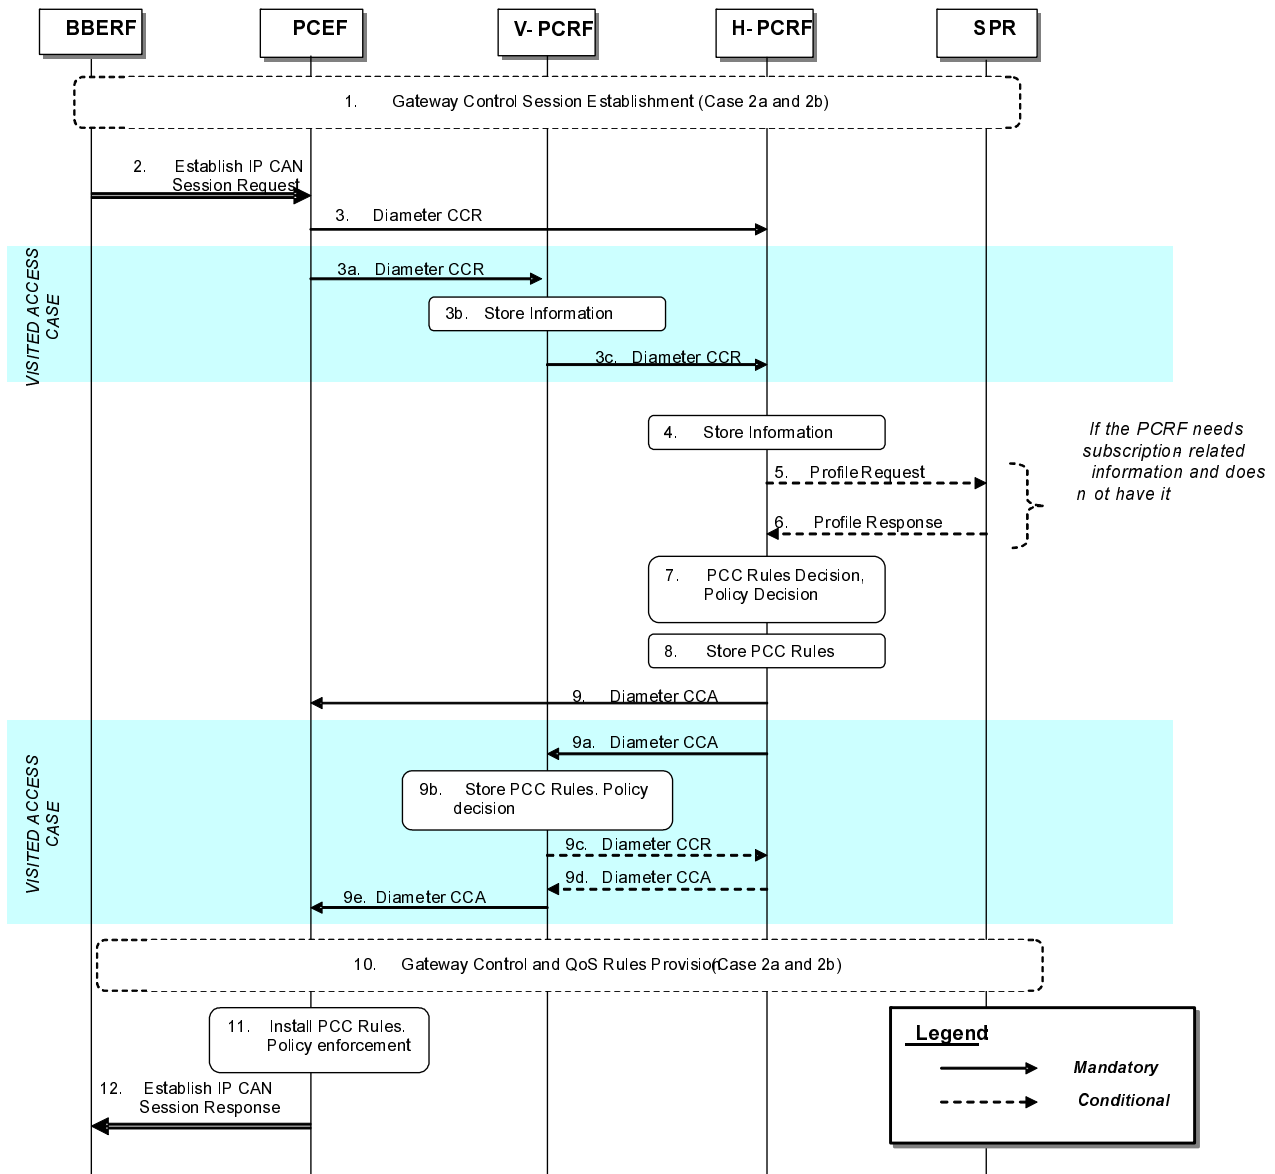 BBERF
PCEF
V- PCRF
H- PCRF
SPR
1. Gateway Control Session Establishment (Case 2a and 2b)
2. Establish IP CAN
Session Request
3. Diameter CCR
VISITED ACCESS
CASE
3a. Diameter CCR
3b. Store Information
3c. Diameter CCR
4. Store Information
If the PCRF needs
subscription related
information and does
n ot have it
5. Profile Request
6. Profile Response
7. PCC Rules Decision,
Policy Decision
8. Store PCC Rules
9. Diameter CCA
VISITED ACCESS
CASE
9a. Diameter CCA
9b. Store PCC Rules. Policy
decision
9c. Diameter CCR
9d. Diameter CCA
9e. Diameter CCA
10. Gateway Control and QoS Rules Provision (Case 2a and 2b)
11. Install PCC Rules.
Policy enforcement
12. Establish IP CAN
Session Response
Legend:
Mandatory
Conditional